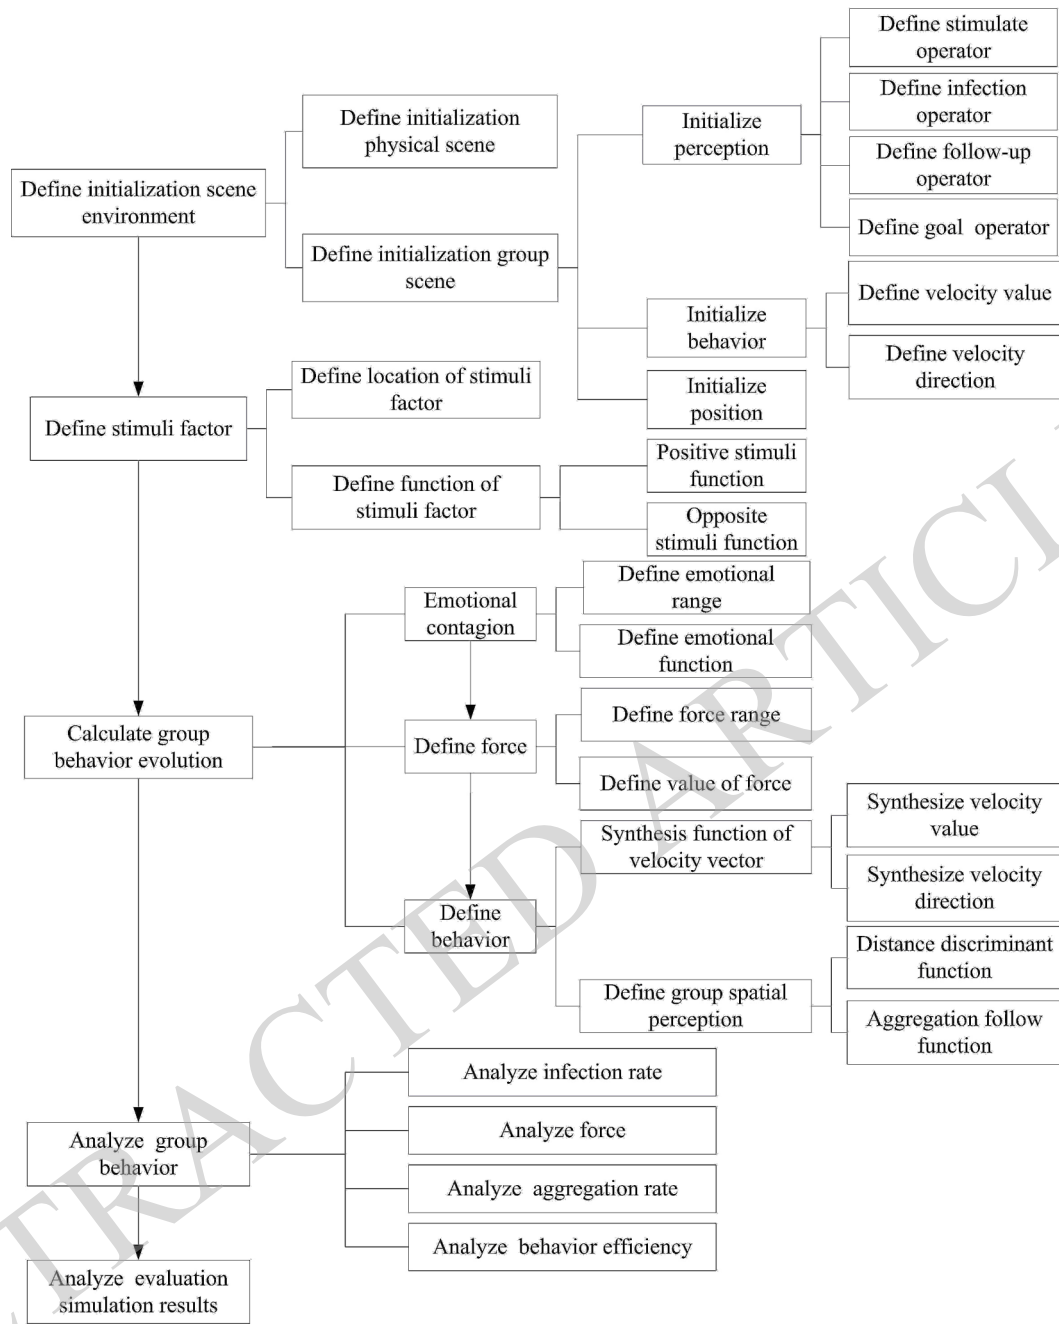 Define stimulate
operator
Define infection
operator
Define initialization
physical scene
Initialize
perception
Define follow-up
operator
Define initialization scene
environment
Define goal operator
Define initialization group
scene
Define velocity value
Initialize
behavior
Define velocity
direction
Define location of stimuli
factor
Initialize
position
Define stimuli factor
Positive stimuli
function
Define function of
stimuli factor
Opposite
stimuli function
Define emotional
range
Emotional
contagion
Define emotional
function
Define force range
Calculate group
behavior evolution
Define force
Define value of force
Synthesize velocity
value
Synthesis function of
velocity vector
Synthesize velocity
direction
Define
behavior
Distance discriminant
function
Define group spatial
perception
Aggregation follow
function
Analyze infection rate
Analyze force
Analyze group
behavior
Analyze aggregation rate
Analyze behavior efficiency
Analyze evaluation
simulation results
TRACTED ARTICL